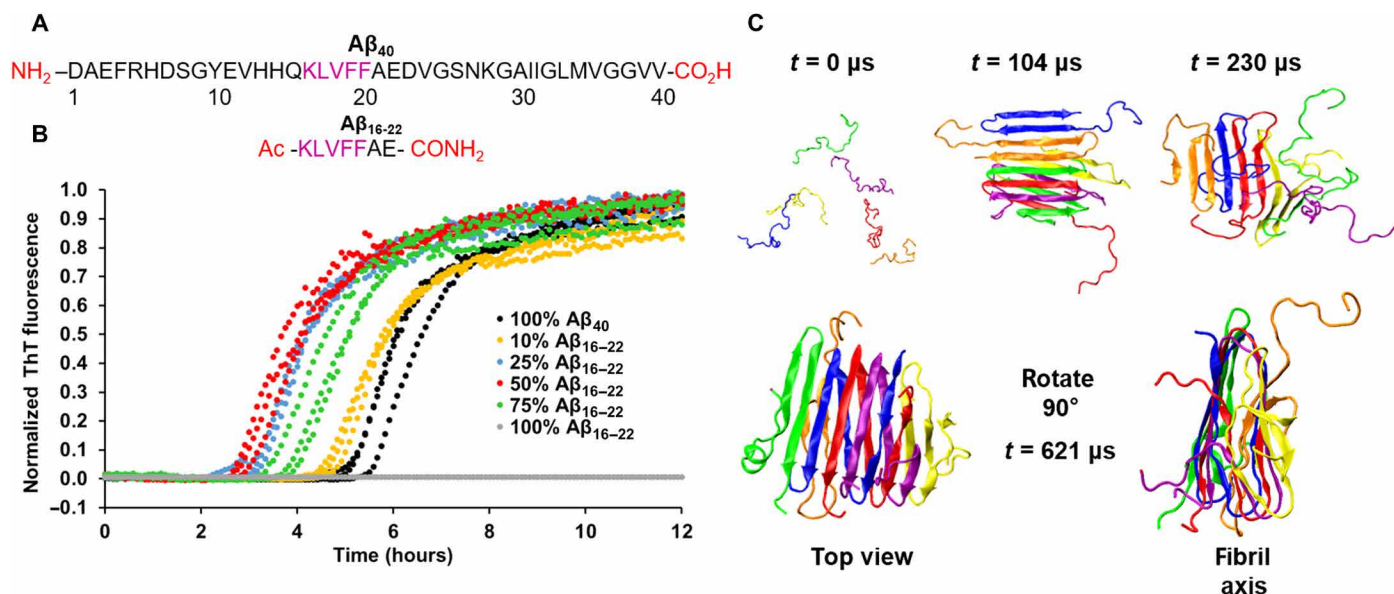 A
Aβ40
NH2 –DAEFRHDSGYEVHHQKLVFFAEDVGSNKGAIIGLMVGGVV-CO2H
1 10 20 30 40
B
Aβ16-22
Ac -KLVFFAE- CONH2
Normalized ThT fluorescence
1.0
0.9
0.8
0.7
0.6
0.5
0.4
0.3
0.2
0.1
0.0
–0.1
100% Aβ40
10% Aβ16–22
25% Aβ16–22
50% Aβ16–22
75% Aβ16–22
100% Aβ16–22
0 2 4 6 8 10 12
Time (hours)
C
t = 0 µs t = 104 µs t = 230 µs
Rotate
90°
t = 621 µs
Top view
Fibril
axis